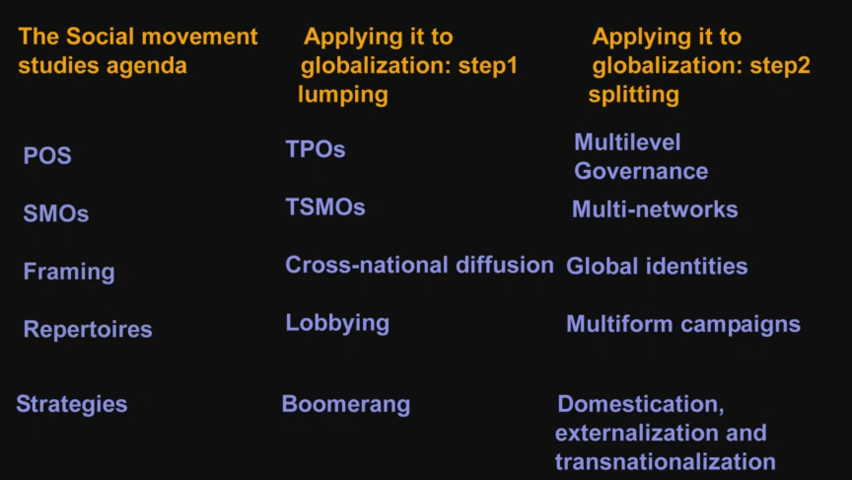 The Social movement
studies agenda
Applying it to
globalization: step1
lumping
Applying it to
globalization: step2
splitting
POS
TPOs
Multilevel
Governance
SMOs
TSMOs
Multi-networks
Framing
Cross-national diffusion
Global identities
Repertoires
Lobbying
Multiform campaigns
Strategies
Boomerang
Domestication,
externalization and
transnationalization